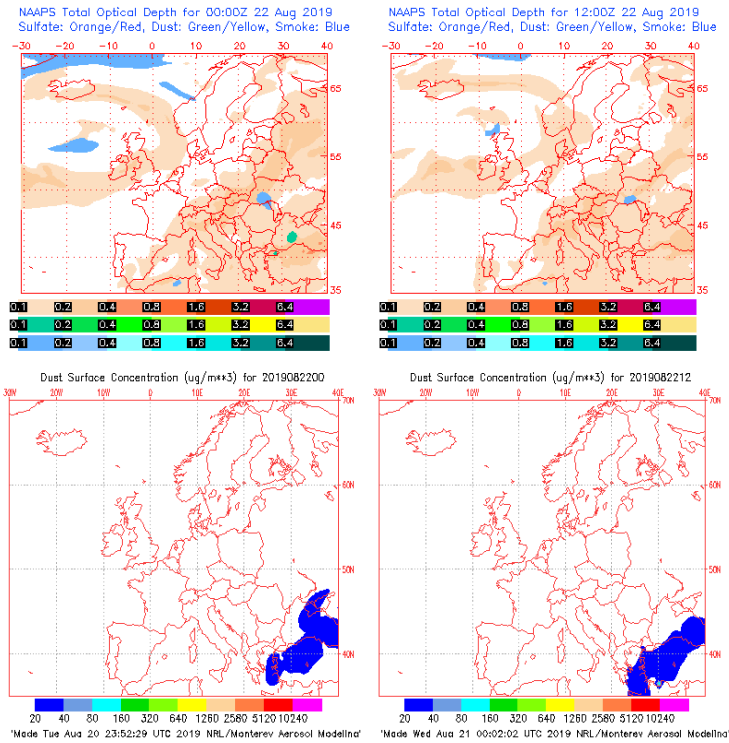 NAAPS Total Optical Depth for 00:00Z 22 Aug 2019
Sulfate: Orange/Red, Dust: Green/Yellow, Smoke: Blue
-30 -20 -10 0 10 20 30 40
65
55
45
35
0.1 0.2 0.4 0.8 1.6 3.2 6.4
0.1 0.2 0.4 0.8 1.6 3.2 6.4
0.1 0.2 0.4 0.8 1.6 3.2 6.4
NAAPS Total Optical Depth for 12:00Z 22 Aug 2019
Sulfate: Orange/Red, Dust: Green/Yellow, Smoke: Blue
-30 -20 -10 0 10 20 30 40
65
55
45
35
0.1 0.2 0.4 0.8 1.6 3.2 6.4
0.1 0.2 0.4 0.8 1.6 3.2 6.4
0.1 0.2 0.4 0.8 1.6 3.2 6.4
Dust Surface Concentration (ug/m**3) for 2019082200
30W 20W 10W 0 10E 20E 30E 40E
70N
60N
50N
40N
20 40 80 160 320 640 1280 2560 5120 10240
'Made Tue Aug 20 23:52:29 UTC 2019 NRL/Monterey Aerosol Modeling'
Dust Surface Concentration (ug/m**3) for 2019082212
30W 20W 10W 0 10E 20E 30E 40E
70N
60N
50N
40N
20 40 80 160 320 640 1280 2560 5120 10240
'Made Wed Aug 21 00:02:02 UTC 2019 NRL/Monterey Aerosol Modeling'